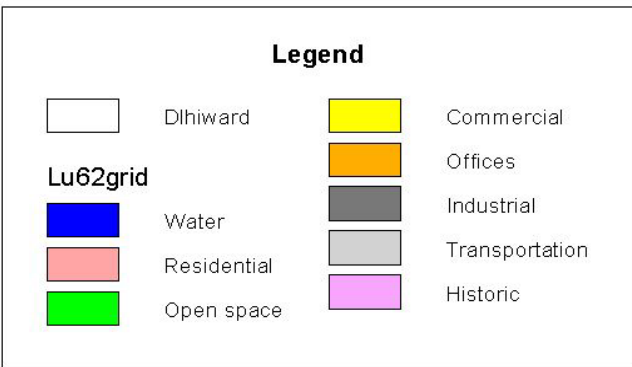 Legend
Dlhiward
Lu62grid
Water
Residential
Open space
Commercial
Offices
Industrial
Transportation
Historic